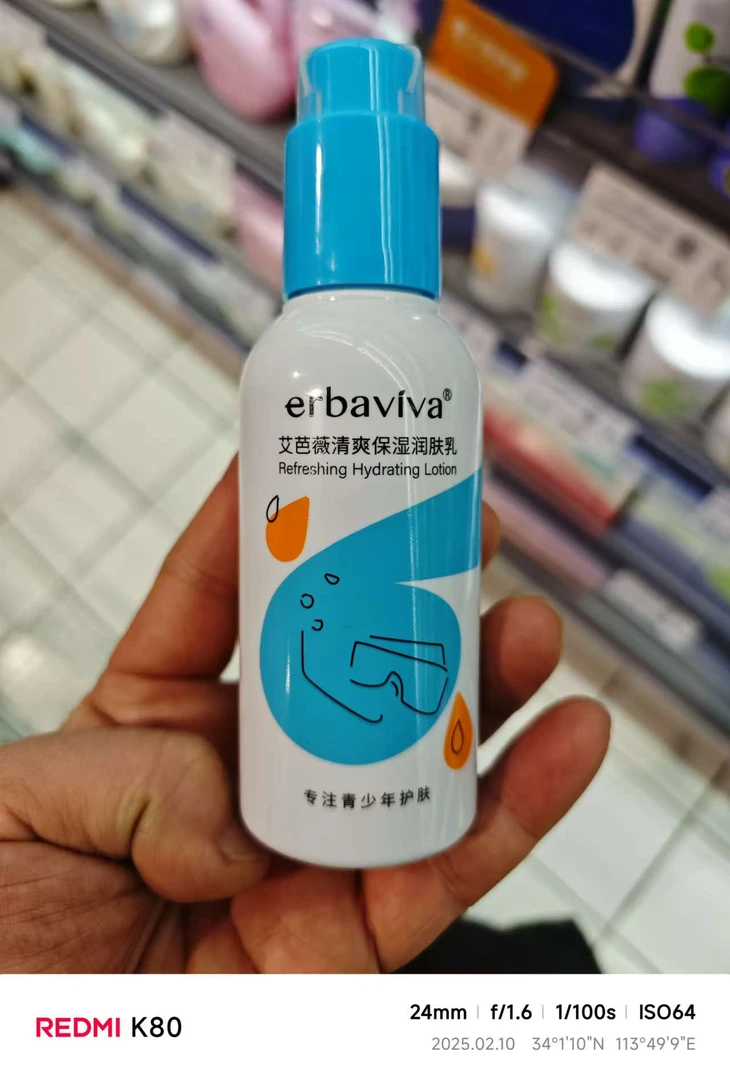 erbaviva®
艾芭薇清爽保湿润肤乳
Refreshing Hydrating Lotion
专注青少年护肤
REDMI K80
24mm | f/1.6 | 1/100s | ISO64
2025.02.10 34°1'10"N 113°49'9"E